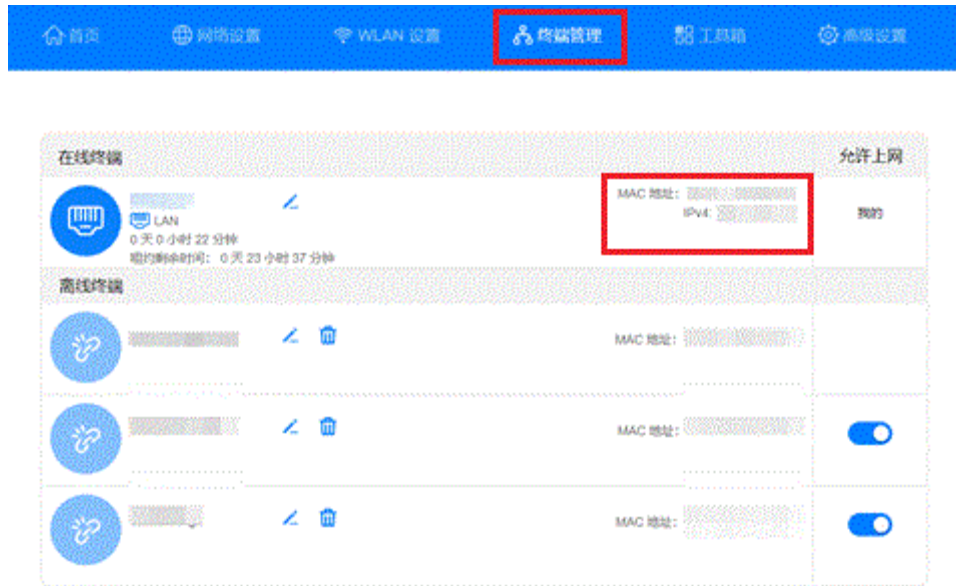 首页 网络设置 WLAN 设置 终端管理 工具箱 高级设置
在线终端 允许上网
MAC 地址:
LAN IPv4: 我的
0 天 0 小时 22 分钟
租约剩余时间: 0 天 23 小时 37 分钟
离线终端
MAC 地址:
MAC 地址:
MAC 地址: